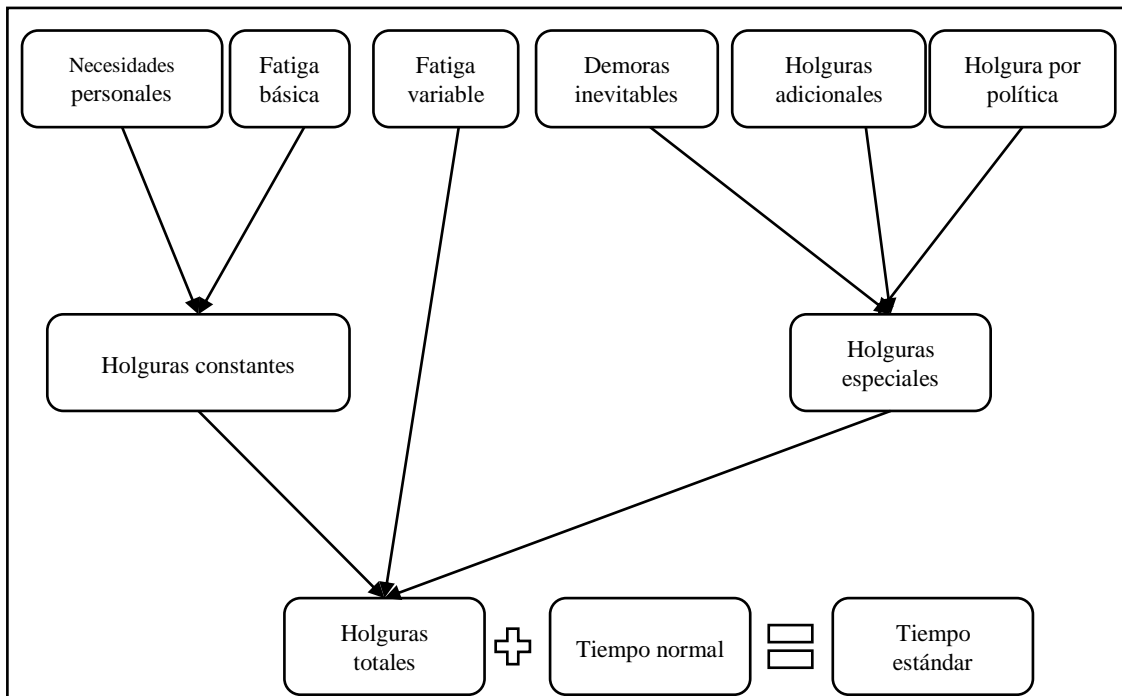 Necesidades
personales
Fatiga
básica
Fatiga
variable
Demoras
inevitables
Holguras
adicionales
Holgura por
política
Holguras constantes
Holguras
especiales
Holguras
totales
Tiempo normal
Tiempo
estándar